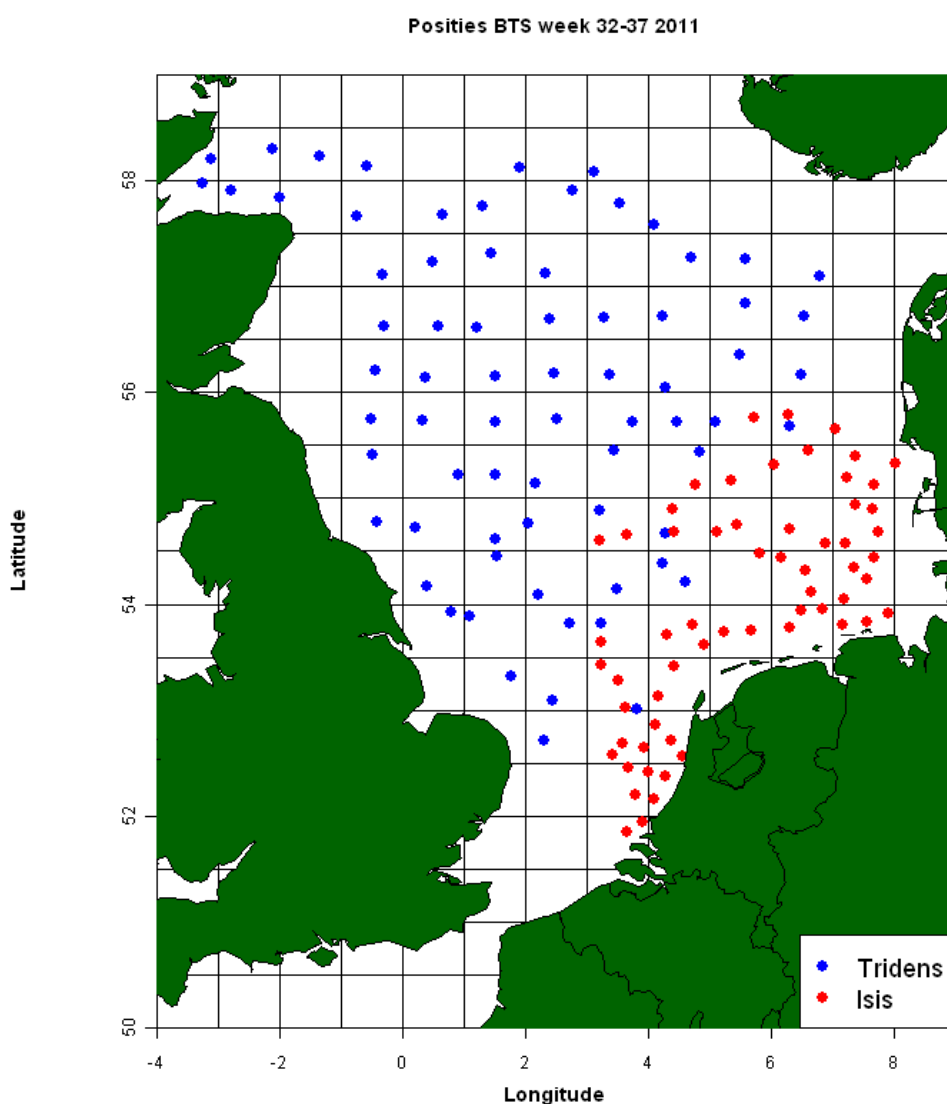 Posities BTS week 32-37 2011
58
56
Latitude
54
52
50
Tridens
Isis
-4 -2 0 2 4 6 8
Longitude